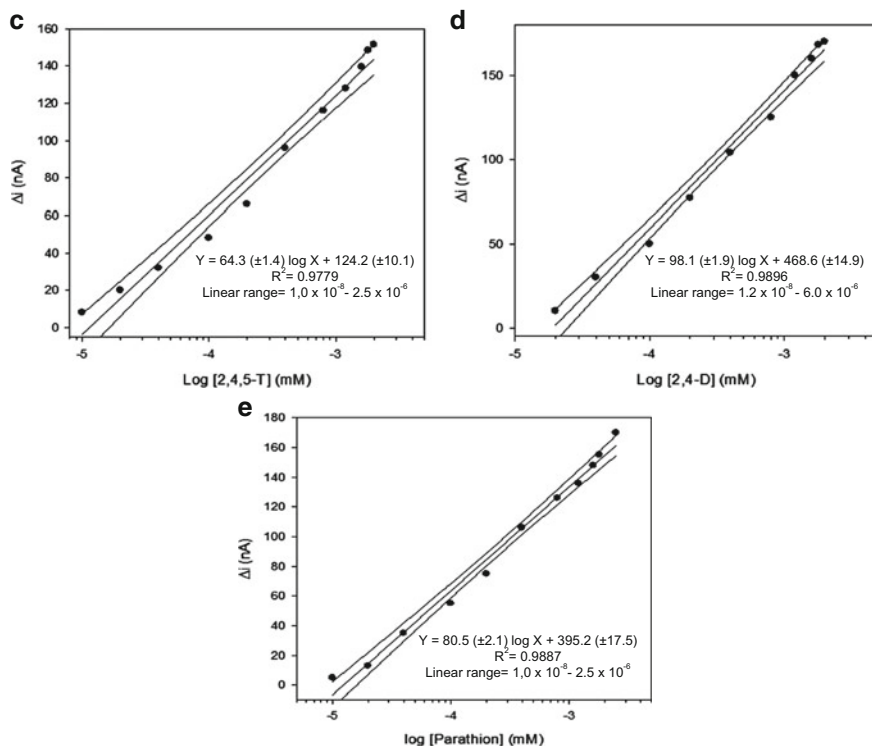 c
160
140
120
100
80
60
40
20
0
Δi (nA)
Y = 64.3 (±1.4) log X + 124.2 (±10.1)
R² = 0.9779
Linear range= 1,0 x 10⁻⁸ - 2.5 x 10⁻⁶
-5 -4 -3
Log [2,4,5-T] (mM)
d
150
100
50
0
Δi (nA)
Y = 98.1 (±1.9) log X + 468.6 (±14.9)
R² = 0.9896
Linear range= 1.2 x 10⁻⁸ - 6.0 x 10⁻⁶
-5 -4 -3
Log [2,4-D] (mM)
e
180
160
140
120
100
80
60
40
20
0
Δi (nA)
Y = 80.5 (±2.1) log X + 395.2 (±17.5)
R² = 0.9887
Linear range= 1,0 x 10⁻⁸ - 2.5 x 10⁻⁶
-5 -4 -3
log [Parathion] (mM)